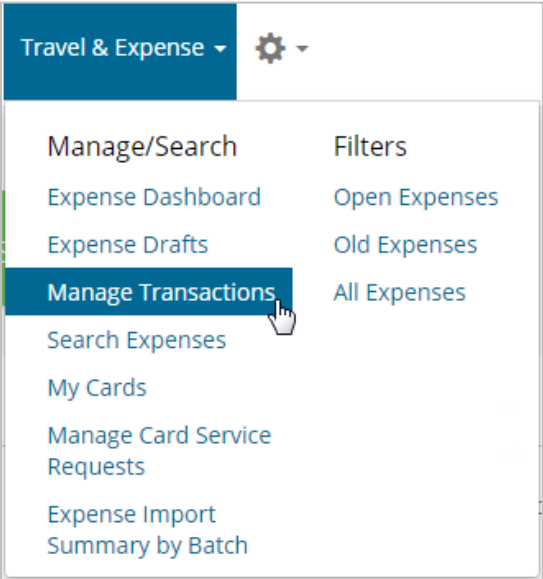 Travel & Expense
Manage/Search
Expense Dashboard
Expense Drafts
Manage Transactions
Search Expenses
My Cards
Manage Card Service
Requests
Expense Import
Summary by Batch
Filters
Open Expenses
Old Expenses
All Expenses